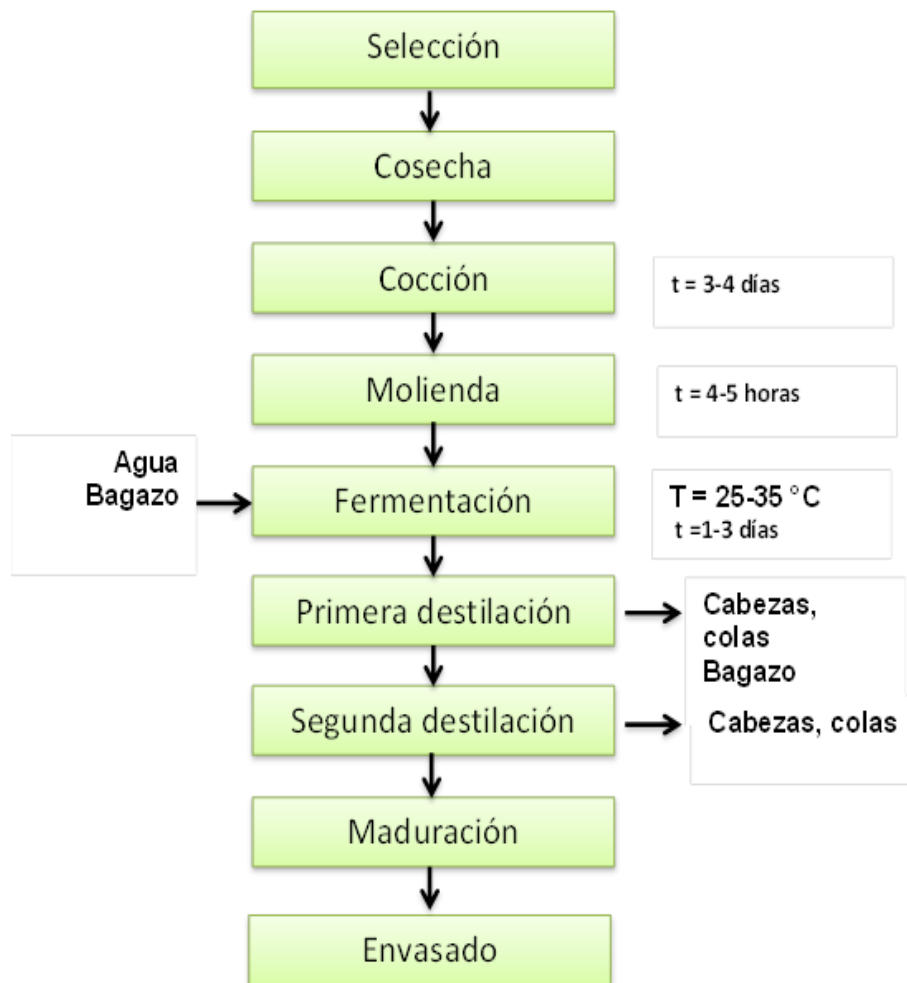 Selección
Cosecha
Cocción
t = 3-4 días
Molienda
t = 4-5 horas
Agua
Bagazo
Fermentación
T = 25-35 °C
t =1-3 días
Primera destilación
Cabezas,
colas
Bagazo
Segunda destilación
Cabezas, colas
Maduración
Envasado